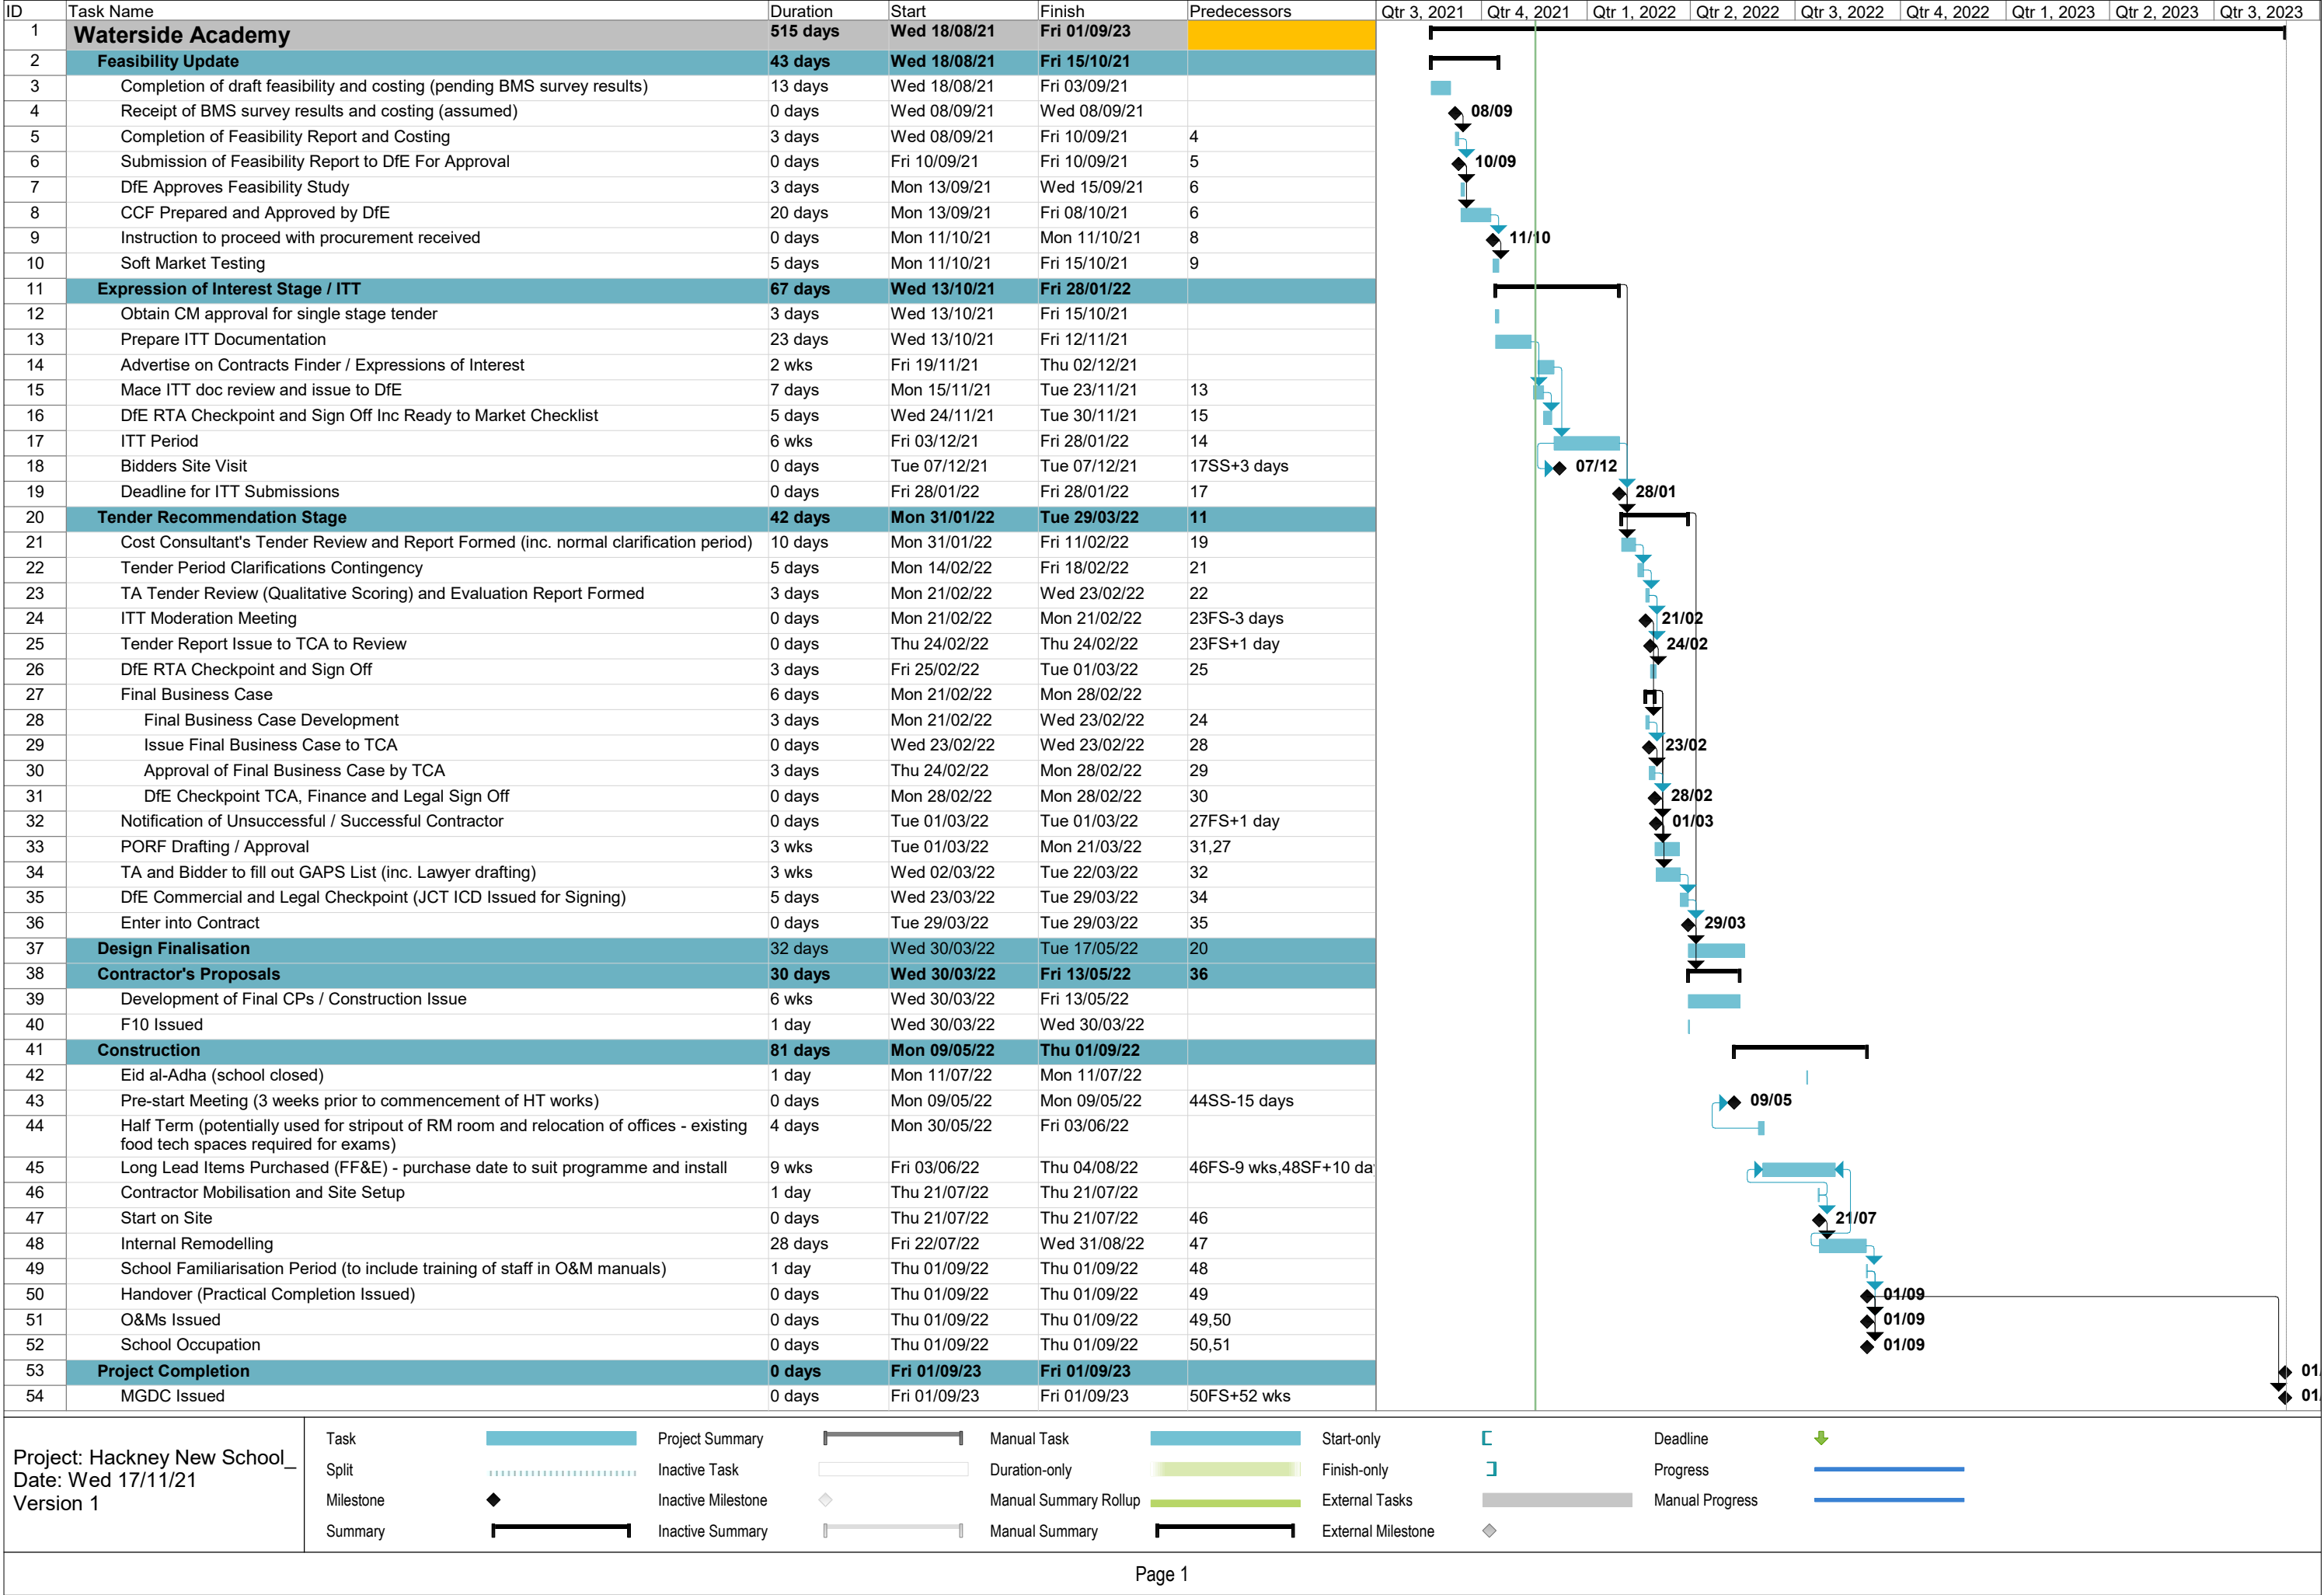 ID Task Name Duration Start Finish Predecessors Qtr 3, 2021 Qtr 4, 2021 Qtr 1, 2022 Qtr 2, 2022 Qtr 3, 2022 Qtr 4, 2022 Qtr 1, 2023 Qtr 2, 2023 Qtr 3, 2023
1 Waterside Academy 515 days Wed 18/08/21 Fri 01/09/23
2 Feasibility Update 43 days Wed 18/08/21 Fri 15/10/21
3 Completion of draft feasibility and costing (pending BMS survey results) 13 days Wed 18/08/21 Fri 03/09/21
4 Receipt of BMS survey results and costing (assumed) 0 days Wed 08/09/21 Wed 08/09/21 08/09
5 Completion of Feasibility Report and Costing 3 days Wed 08/09/21 Fri 10/09/21 4
6 Submission of Feasibility Report to DfE For Approval 0 days Fri 10/09/21 Fri 10/09/21 5 10/09
7 DfE Approves Feasibility Study 3 days Mon 13/09/21 Wed 15/09/21 6
8 CCF Prepared and Approved by DfE 20 days Mon 13/09/21 Fri 08/10/21 6
9 Instruction to proceed with procurement received 0 days Mon 11/10/21 Mon 11/10/21 8 11/10
10 Soft Market Testing 5 days Mon 11/10/21 Fri 15/10/21 9
11 Expression of Interest Stage / ITT 67 days Wed 13/10/21 Fri 28/01/22
12 Obtain CM approval for single stage tender 3 days Wed 13/10/21 Fri 15/10/21
13 Prepare ITT Documentation 23 days Wed 13/10/21 Fri 12/11/21
14 Advertise on Contracts Finder / Expressions of Interest 2 wks Fri 19/11/21 Thu 02/12/21
15 Mace ITT doc review and issue to DfE 7 days Mon 15/11/21 Tue 23/11/21 13
16 DfE RTA Checkpoint and Sign Off Inc Ready to Market Checklist 5 days Wed 24/11/21 Tue 30/11/21 15
17 ITT Period 6 wks Fri 03/12/21 Fri 28/01/22 14
18 Bidders Site Visit 0 days Tue 07/12/21 Tue 07/12/21 17SS+3 days 07/12
19 Deadline for ITT Submissions 0 days Fri 28/01/22 Fri 28/01/22 17 28/01
20 Tender Recommendation Stage 42 days Mon 31/01/22 Tue 29/03/22 11
21 Cost Consultant's Tender Review and Report Formed (inc. normal clarification period) 10 days Mon 31/01/22 Fri 11/02/22 19
22 Tender Period Clarifications Contingency 5 days Mon 14/02/22 Fri 18/02/22 21
23 TA Tender Review (Qualitative Scoring) and Evaluation Report Formed 3 days Mon 21/02/22 Wed 23/02/22 22
24 ITT Moderation Meeting 0 days Mon 21/02/22 Mon 21/02/22 23FS-3 days 21/02
25 Tender Report Issue to TCA to Review 0 days Thu 24/02/22 Thu 24/02/22 23FS+1 day 24/02
26 DfE RTA Checkpoint and Sign Off 3 days Fri 25/02/22 Tue 01/03/22 25
27 Final Business Case 6 days Mon 21/02/22 Mon 28/02/22
28 Final Business Case Development 3 days Mon 21/02/22 Wed 23/02/22 24
29 Issue Final Business Case to TCA 0 days Wed 23/02/22 Wed 23/02/22 28 23/02
30 Approval of Final Business Case by TCA 3 days Thu 24/02/22 Mon 28/02/22 29
31 DfE Checkpoint TCA, Finance and Legal Sign Off 0 days Mon 28/02/22 Mon 28/02/22 30 28/02
32 Notification of Unsuccessful / Successful Contractor 0 days Tue 01/03/22 Tue 01/03/22 27FS+1 day 01/03
33 PORF Drafting / Approval 3 wks Tue 01/03/22 Mon 21/03/22 31,27
34 TA and Bidder to fill out GAPS List (inc. Lawyer drafting) 3 wks Wed 02/03/22 Tue 22/03/22 32
35 DfE Commercial and Legal Checkpoint (JCT ICD Issued for Signing) 5 days Wed 23/03/22 Tue 29/03/22 34
36 Enter into Contract 0 days Tue 29/03/22 Tue 29/03/22 35 29/03
37 Design Finalisation 32 days Wed 30/03/22 Tue 17/05/22 20
38 Contractor's Proposals 30 days Wed 30/03/22 Fri 13/05/22 36
39 Development of Final CPs / Construction Issue 6 wks Wed 30/03/22 Fri 13/05/22
40 F10 Issued 1 day Wed 30/03/22 Wed 30/03/22
41 Construction 81 days Mon 09/05/22 Thu 01/09/22
42 Eid al-Adha (school closed) 1 day Mon 11/07/22 Mon 11/07/22
43 Pre-start Meeting (3 weeks prior to commencement of HT works) 0 days Mon 09/05/22 Mon 09/05/22 44SS-15 days 09/05
44 Half Term (potentially used for stripout of RM room and relocation of offices - existing 4 days Mon 30/05/22 Fri 03/06/22
food tech spaces required for exams)
45 Long Lead Items Purchased (FF&E) - purchase date to suit programme and install 9 wks Fri 03/06/22 Thu 04/08/22 46FS-9 wks,48SF+10 da
46 Contractor Mobilisation and Site Setup 1 day Thu 21/07/22 Thu 21/07/22
47 Start on Site 0 days Thu 21/07/22 Thu 21/07/22 46 21/07
48 Internal Remodelling 28 days Fri 22/07/22 Wed 31/08/22 47
49 School Familiarisation Period (to include training of staff in O&M manuals) 1 day Thu 01/09/22 Thu 01/09/22 48
50 Handover (Practical Completion Issued) 0 days Thu 01/09/22 Thu 01/09/22 49 01/09
51 O&Ms Issued 0 days Thu 01/09/22 Thu 01/09/22 49,50 01/09
52 School Occupation 0 days Thu 01/09/22 Thu 01/09/22 50,51 01/09
53 Project Completion 0 days Fri 01/09/23 Fri 01/09/23 01
54 MGDC Issued 0 days Fri 01/09/23 Fri 01/09/23 50FS+52 wks 01
Project: Hackney New School_
Date: Wed 17/11/21
Version 1
Task Project Summary Manual Task Start-only Deadline
Split Inactive Task Duration-only Finish-only Progress
Milestone Inactive Milestone Manual Summary Rollup External Tasks Manual Progress
Summary Inactive Summary Manual Summary External Milestone
Page 1